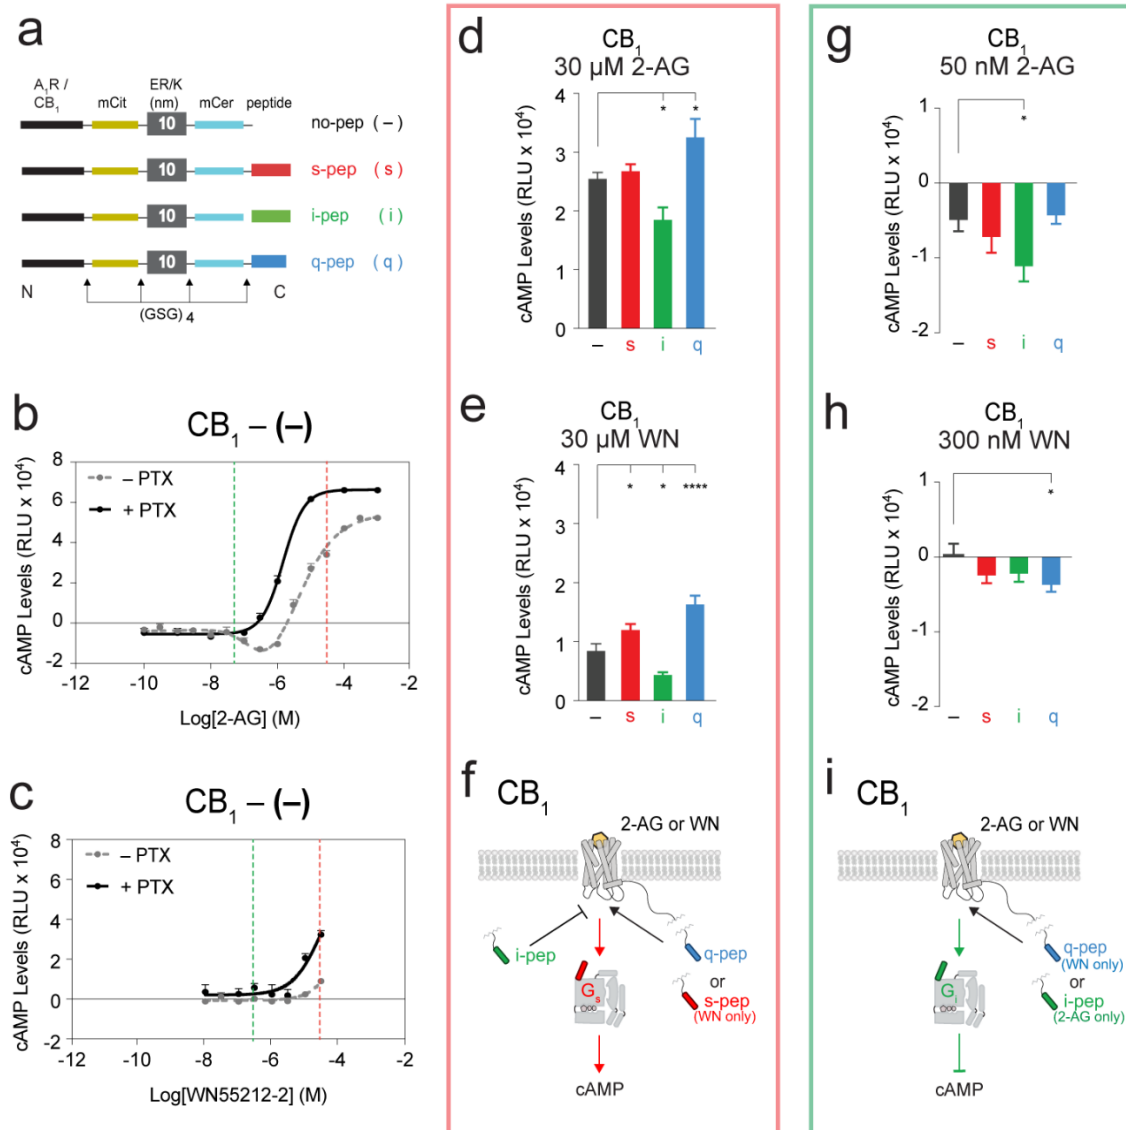 a
A₁R /
CB₁
mCit
ER/K
(nm)
mCer
peptide
10
no-pep ( – )
10
s-pep ( s )
10
i-pep ( i )
10
q-pep ( q )
N
C
(GSG) 4
b
CB₁ – (–)
– PTX
+ PTX
cAMP Levels (RLU x 10⁴)
8
6
4
2
0
-2
-12
-10
-8
-6
-4
-2
Log[2-AG] (M)
c
CB₁ – (–)
– PTX
+ PTX
cAMP Levels (RLU x 10⁴)
8
6
4
2
0
-2
-12
-10
-8
-6
-4
-2
Log[WN55212-2] (M)
d
CB₁
30 µM 2-AG
* *
cAMP Levels (RLU x 10⁴)
4
3
2
1
0
– s i q
e
CB₁
30 µM WN
* * ****
cAMP Levels (RLU x 10⁴)
4
3
2
1
0
– s i q
f
CB₁
2-AG or WN
i-pep
q-pep
or
s-pep
(WN only)
Gs
cAMP
g
CB₁
50 nM 2-AG
*
cAMP Levels (RLU x 10⁴)
1
0
-1
-2
– s i q
h
CB₁
300 nM WN
*
cAMP Levels (RLU x 10⁴)
1
0
-1
-2
– s i q
i
CB₁
2-AG or WN
q-pep
(WN only)
or
i-pep
(2-AG only)
Gi
cAMP